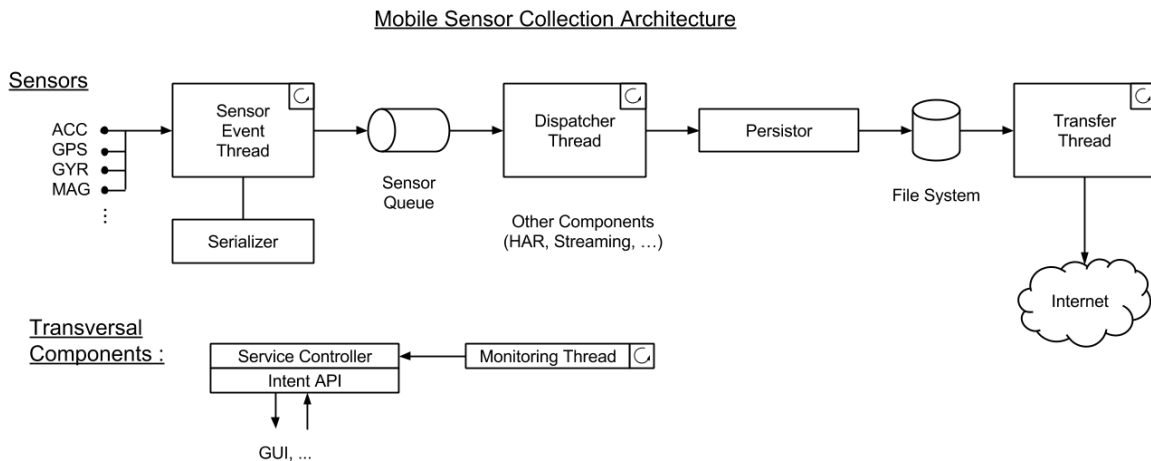 Mobile Sensor Collection Architecture
Sensors
ACC
GPS
GYR
MAG
...
Sensor
Event
Thread
Serializer
Sensor
Queue
Dispatcher
Thread
Other Components
(HAR, Streaming, …)
Persistor
File System
Transfer
Thread
Internet
Transversal
Components :
Service Controller
Intent API
Monitoring Thread
GUI, ...